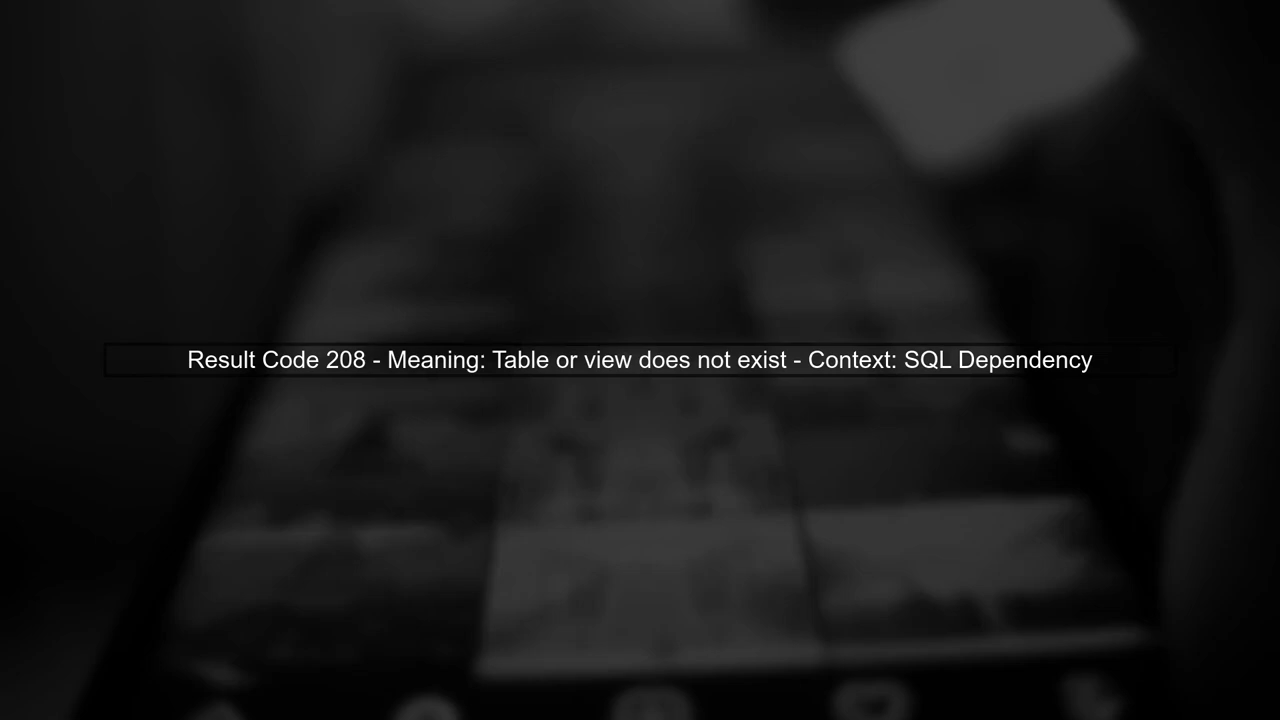 Result Code 208 - Meaning: Table or view does not exist - Context: SQL Dependency